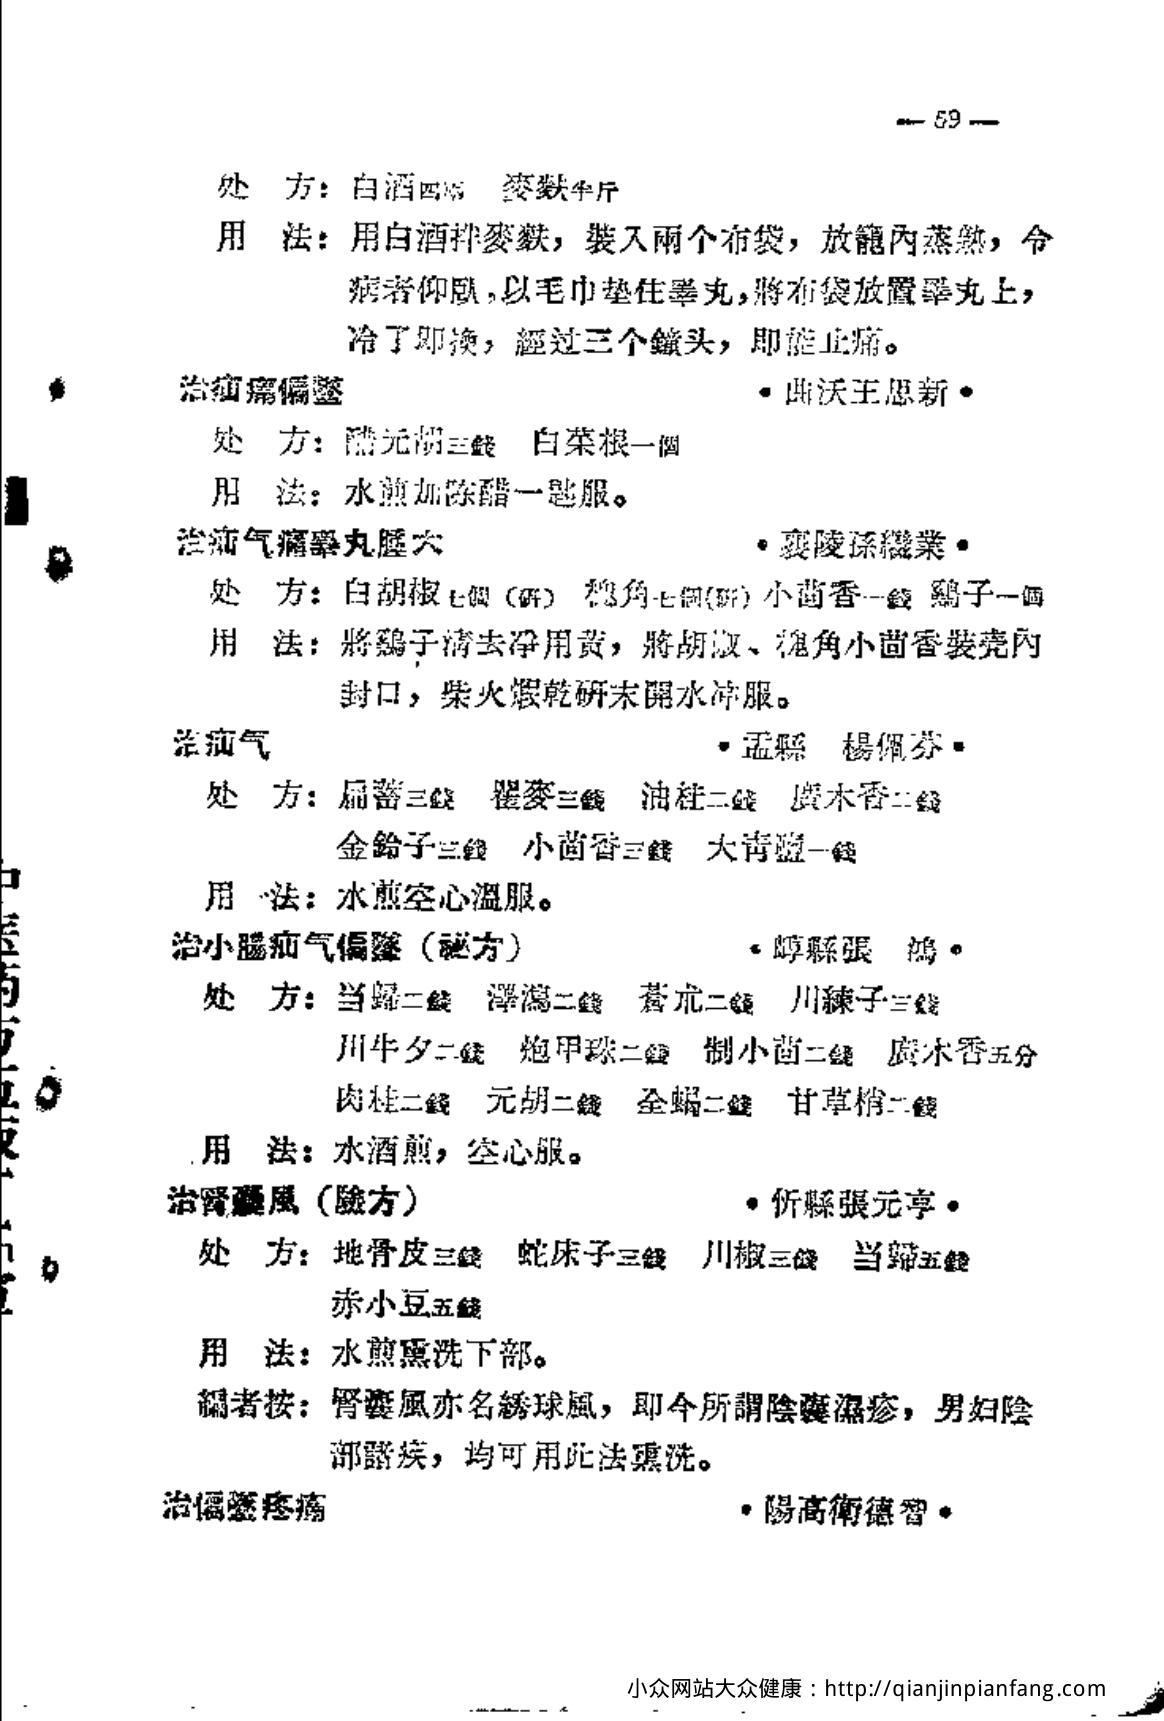 — 59 —
处　方：白酒四兩　麥麩半斤
用　法：用白酒拌麥麩，裝入兩个布袋，放籠內蒸熟，令
病者仰臥，以毛巾垫住睾丸，將布袋放置睾丸上，
冷了即換，經过三个鐘头，即能止痛。
治疝痛偏墜　•曲沃王思新•
处　方：醋元胡三錢　白菜根一個
用　法：水煎加陈醋一匙服。
治疝气痛睾丸腫大　•襄陵孫繼業•
处　方：白胡椒七個（研）　槐角七個(研)　小茴香一錢　鷄子一個
用　法：將鷄子清去净用黃，將胡椒、槐角小茴香裝壳內
封口，柴火煅乾研末開水冲服。
治疝气　•盂縣　楊佩芬•
处　方：扁蓄三錢　瞿麥三錢　油桂二錢　廣木香二錢
金鈴子三錢　小茴香三錢　大靑鹽一錢
用　法：水煎空心溫服。
治小腸疝气偏墜（祕方）　•崞縣張　鴻•
处　方：当歸二錢　澤瀉二錢　蒼朮二錢　川練子三錢
川牛夕二錢　炮甲珠二錢　制小茴二錢　廣木香五分
肉桂二錢　元胡二錢　全蝎二錢　甘草梢二錢
用　法：水酒煎，空心服。
治腎囊風（驗方）　•忻縣張元亨•
处　方：地骨皮三錢　蛇床子三錢　川椒三錢　当歸五錢
赤小豆五錢
用　法：水煎熏洗下部。
編者按：腎囊風亦名綉球風，即今所謂陰囊濕疹，男妇陰
部諸疾，均可用此法熏洗。
治偏墜疼痛　•陽高衛德智•
小众网站大众健康：http://qianjinpianfang.com